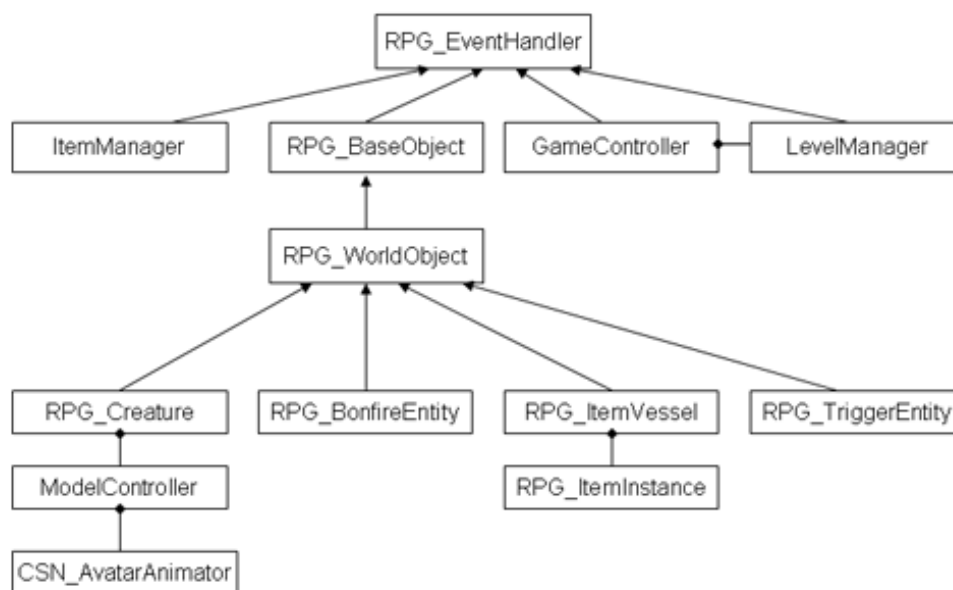 RPG_EventHandler
ItemManager
RPG_BaseObject
GameController
LevelManager
RPG_WorldObject
RPG_Creature
RPG_BonfireEntity
RPG_ItemVessel
RPG_TriggerEntity
ModelController
RPG_ItemInstance
CSN_AvatarAnimator